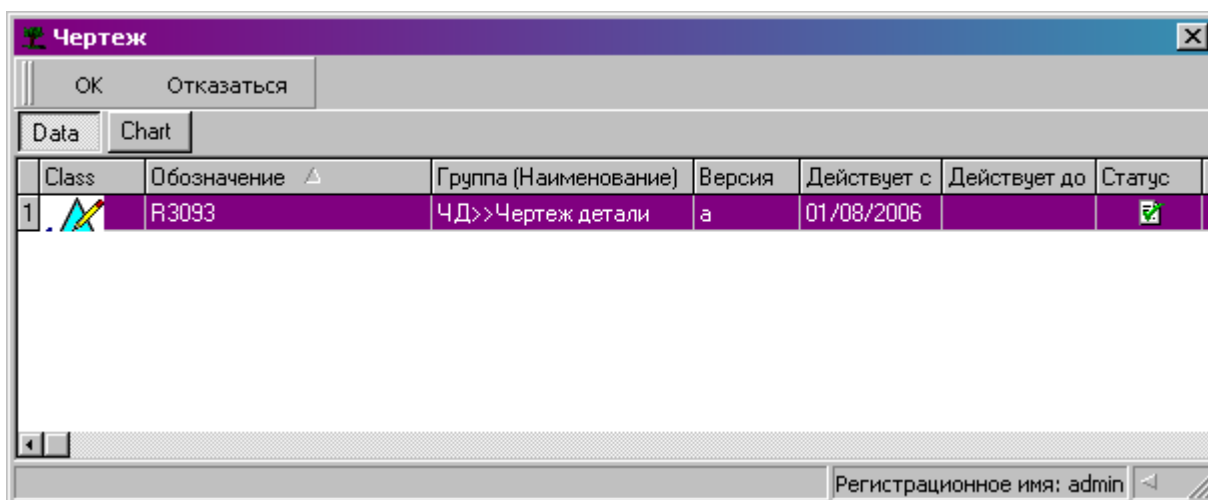 Чертеж
OK Отказаться
Data Chart
Class Обозначение Группа (Наименование) Версия Действует с Действует до Статус
1 R3093 ЧД>>Чертеж детали а 01/08/2006
Регистрационное имя: admin